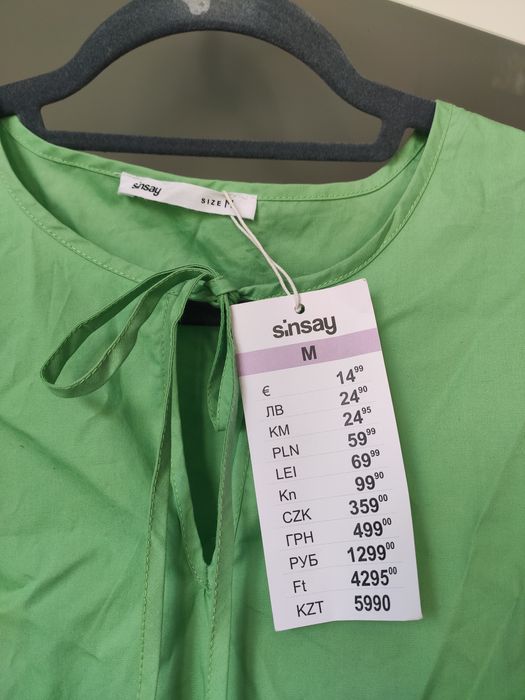 sinsay
SIZE
sinsay
M
€ 14⁹⁹
ЛВ 24⁹⁰
KM 24⁹⁵
PLN 59⁹⁹
LEI 69⁹⁹
Kn 99⁹⁰
CZK 359⁰⁰
ГРН 499⁰⁰
РУБ 1299⁰⁰
Ft 4295⁰⁰
KZT 5990